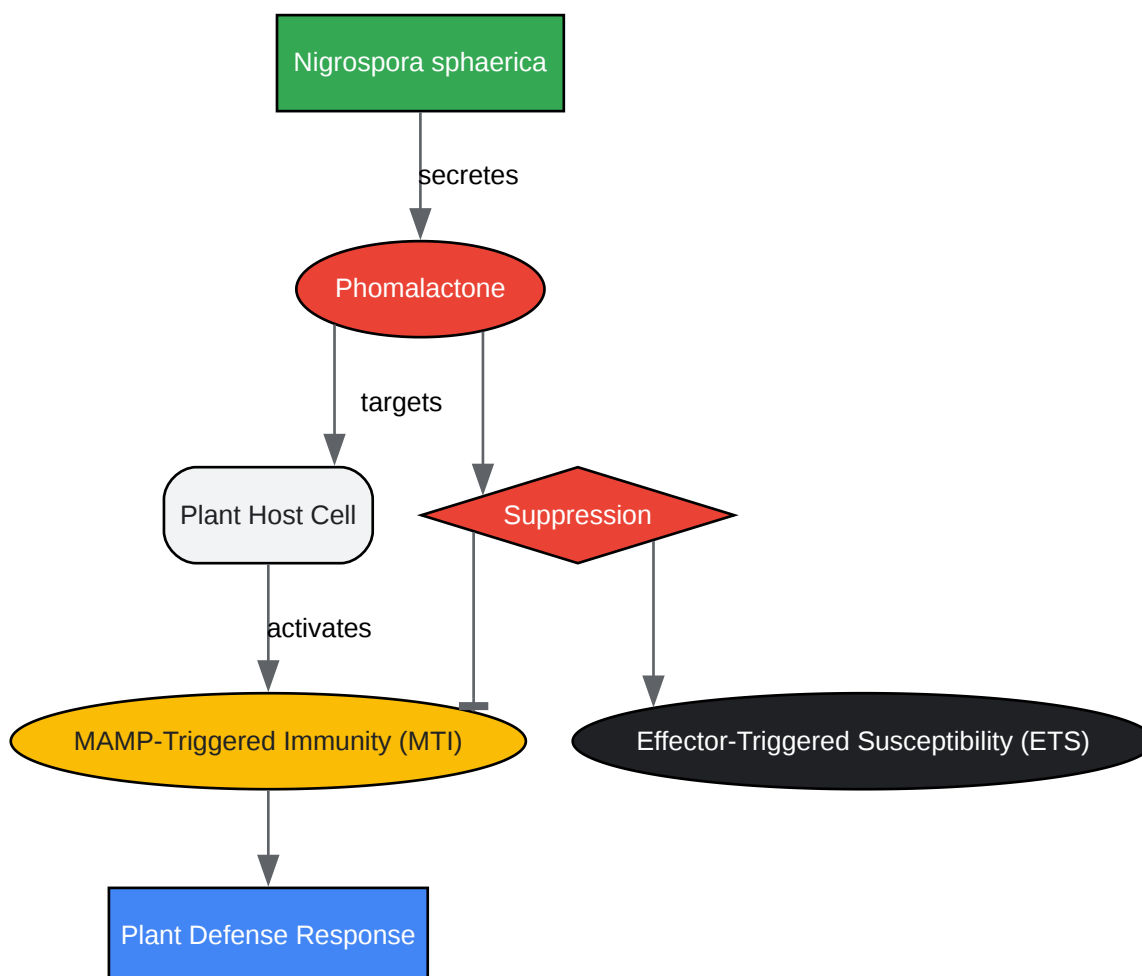 Nigrospora sphaerica
secretes
Phomalactone
targets
Plant Host Cell
Suppression
activates
MAMP-Triggered Immunity (MTI)
Effector-Triggered Susceptibility (ETS)
Plant Defense Response